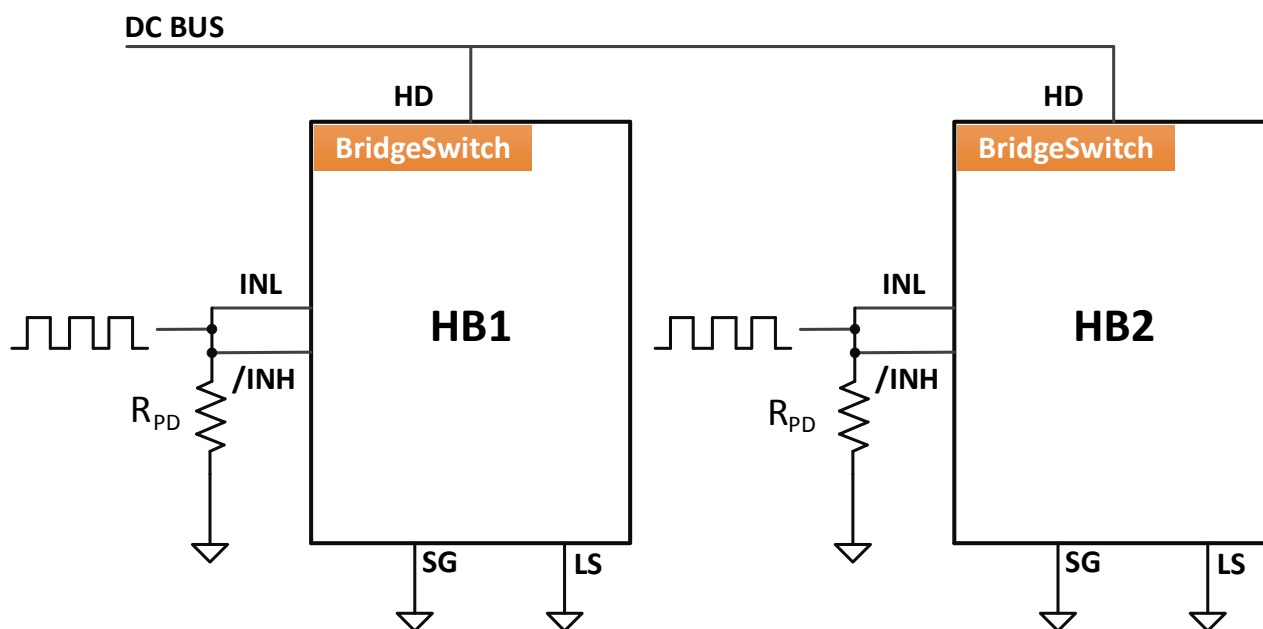 DC BUS
HD
HD
BridgeSwitch
BridgeSwitch
INL
INL
HB1
HB2
/INH
/INH
RPD
RPD
SG
LS
SG
LS